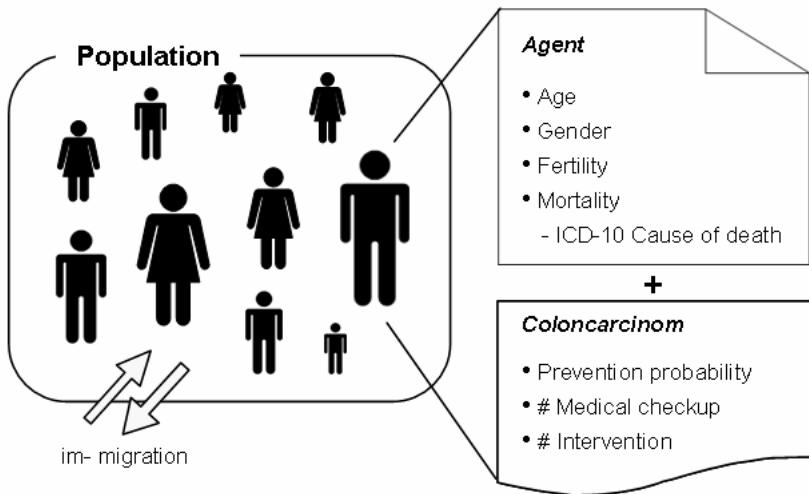 Population
im- migration
Agent
• Age
• Gender
• Fertility
• Mortality
- ICD-10 Cause of death
+
Coloncarcinom
• Prevention probability
• # Medical checkup
• # Intervention